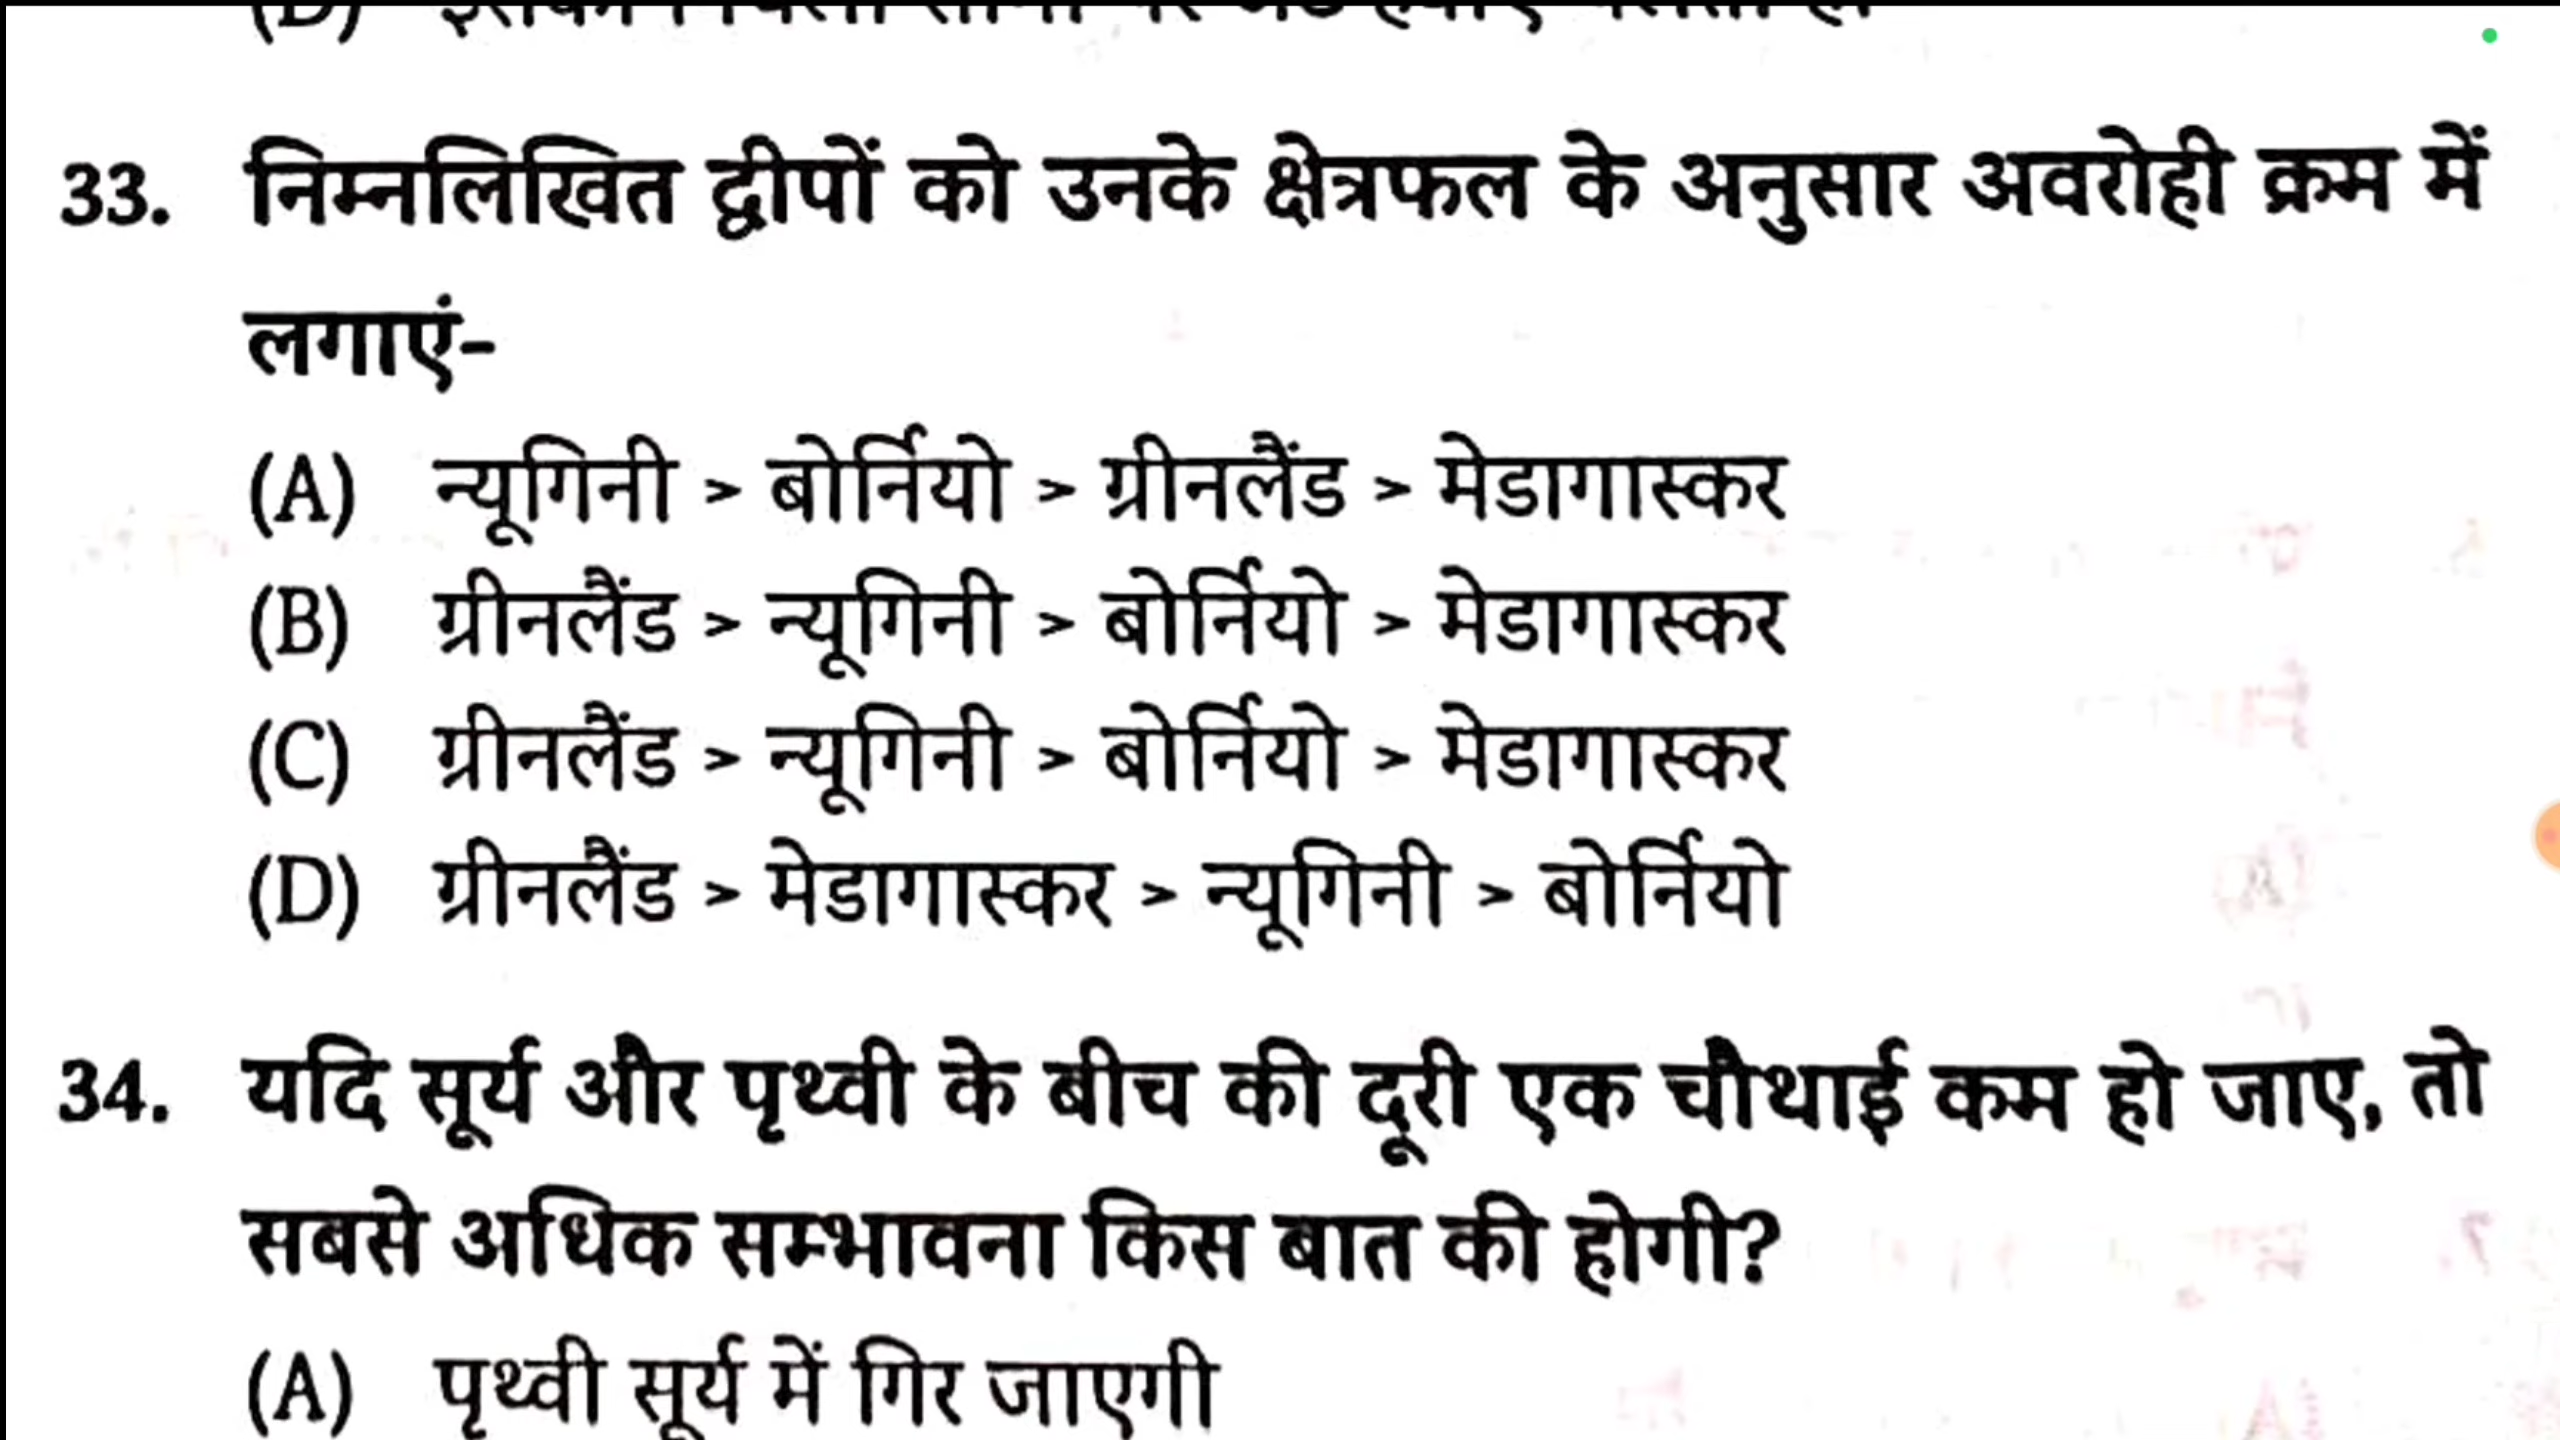 (D)
33. निम्नलिखित द्वीपों को उनके क्षेत्रफल के अनुसार अवरोही क्रम में
लगाएं-
(A) न्यूगिनी > बोर्नियो > ग्रीनलैंड > मेडागास्कर
(B) ग्रीनलैंड > न्यूगिनी > बोर्नियो > मेडागास्कर
(C) ग्रीनलैंड > न्यूगिनी > बोर्नियो > मेडागास्कर
(D) ग्रीनलैंड > मेडागास्कर > न्यूगिनी > बोर्नियो
34. यदि सूर्य और पृथ्वी के बीच की दूरी एक चौथाई कम हो जाए, तो
सबसे अधिक सम्भावना किस बात की होगी?
(A) पृथ्वी सूर्य में गिर जाएगी